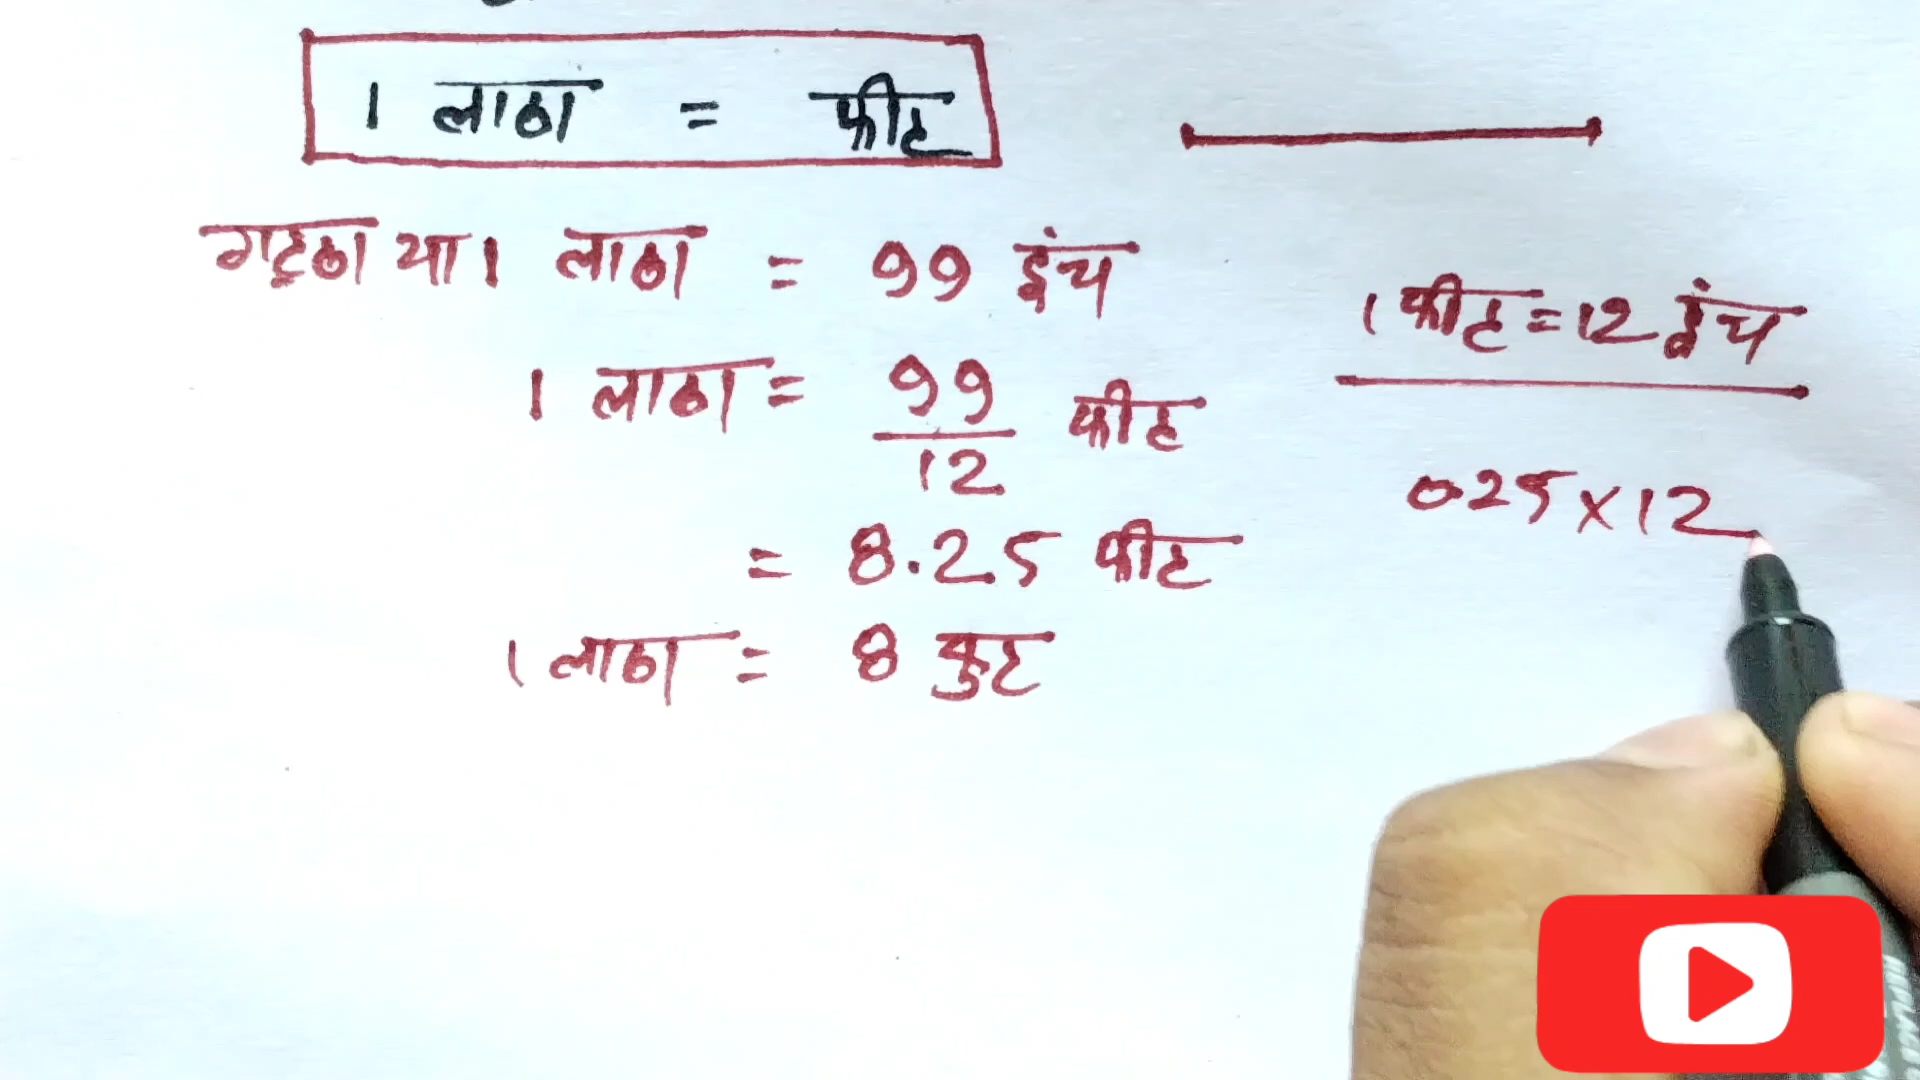 1 लाठा = फीट
गट्ठा या 1 लाठा = 99 इंच
1 फीट = 12 इंच
1 लाठा = 99/12 फीट
0.25 × 12
= 8.25 फीट
1 लाठा = 8 फुट